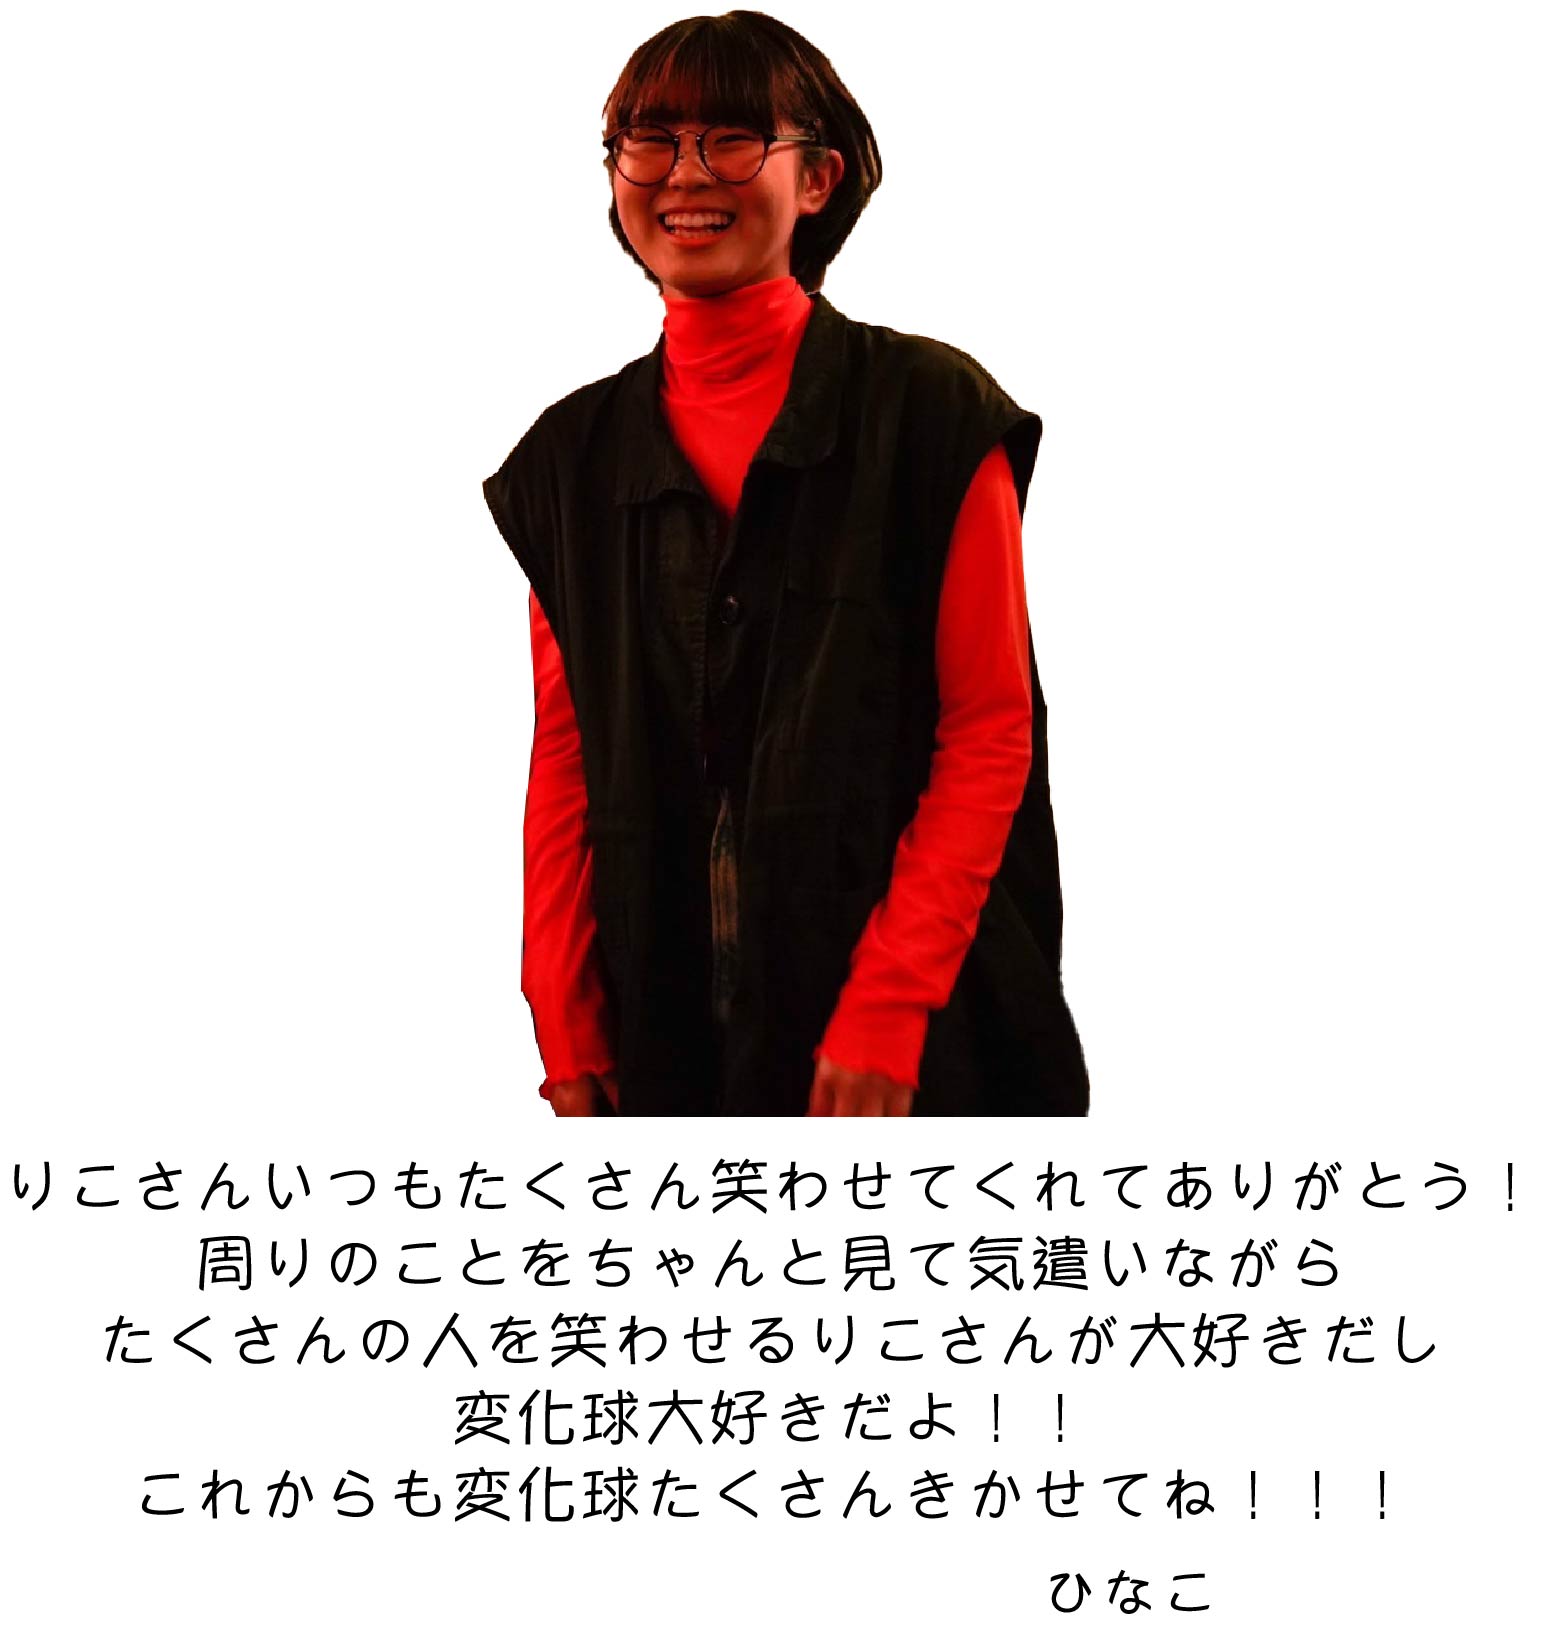 りこさんいつもたくさん笑わせてくれてありがとう！
周りのことをちゃんと見て気遣いながら
たくさんの人を笑わせるりこさんが大好きだし
変化球大好きだよ！！
これからも変化球たくさんきかせてね！！！
ひなこ